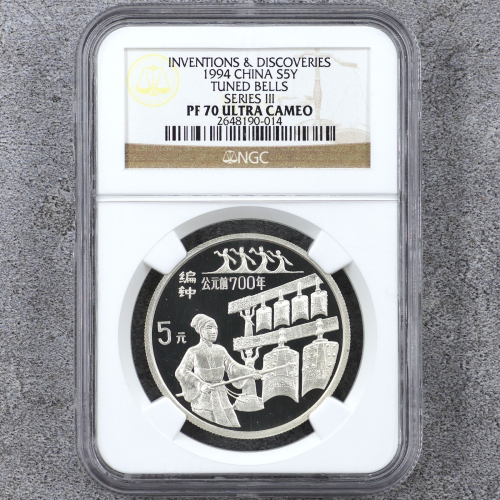 INVENTIONS & DISCOVERIES
1994 CHINA S5Y
TUNED BELLS
SERIES III
PF 70 ULTRA CAMEO
2648190-014
NGC
编钟
公元前700年
5元